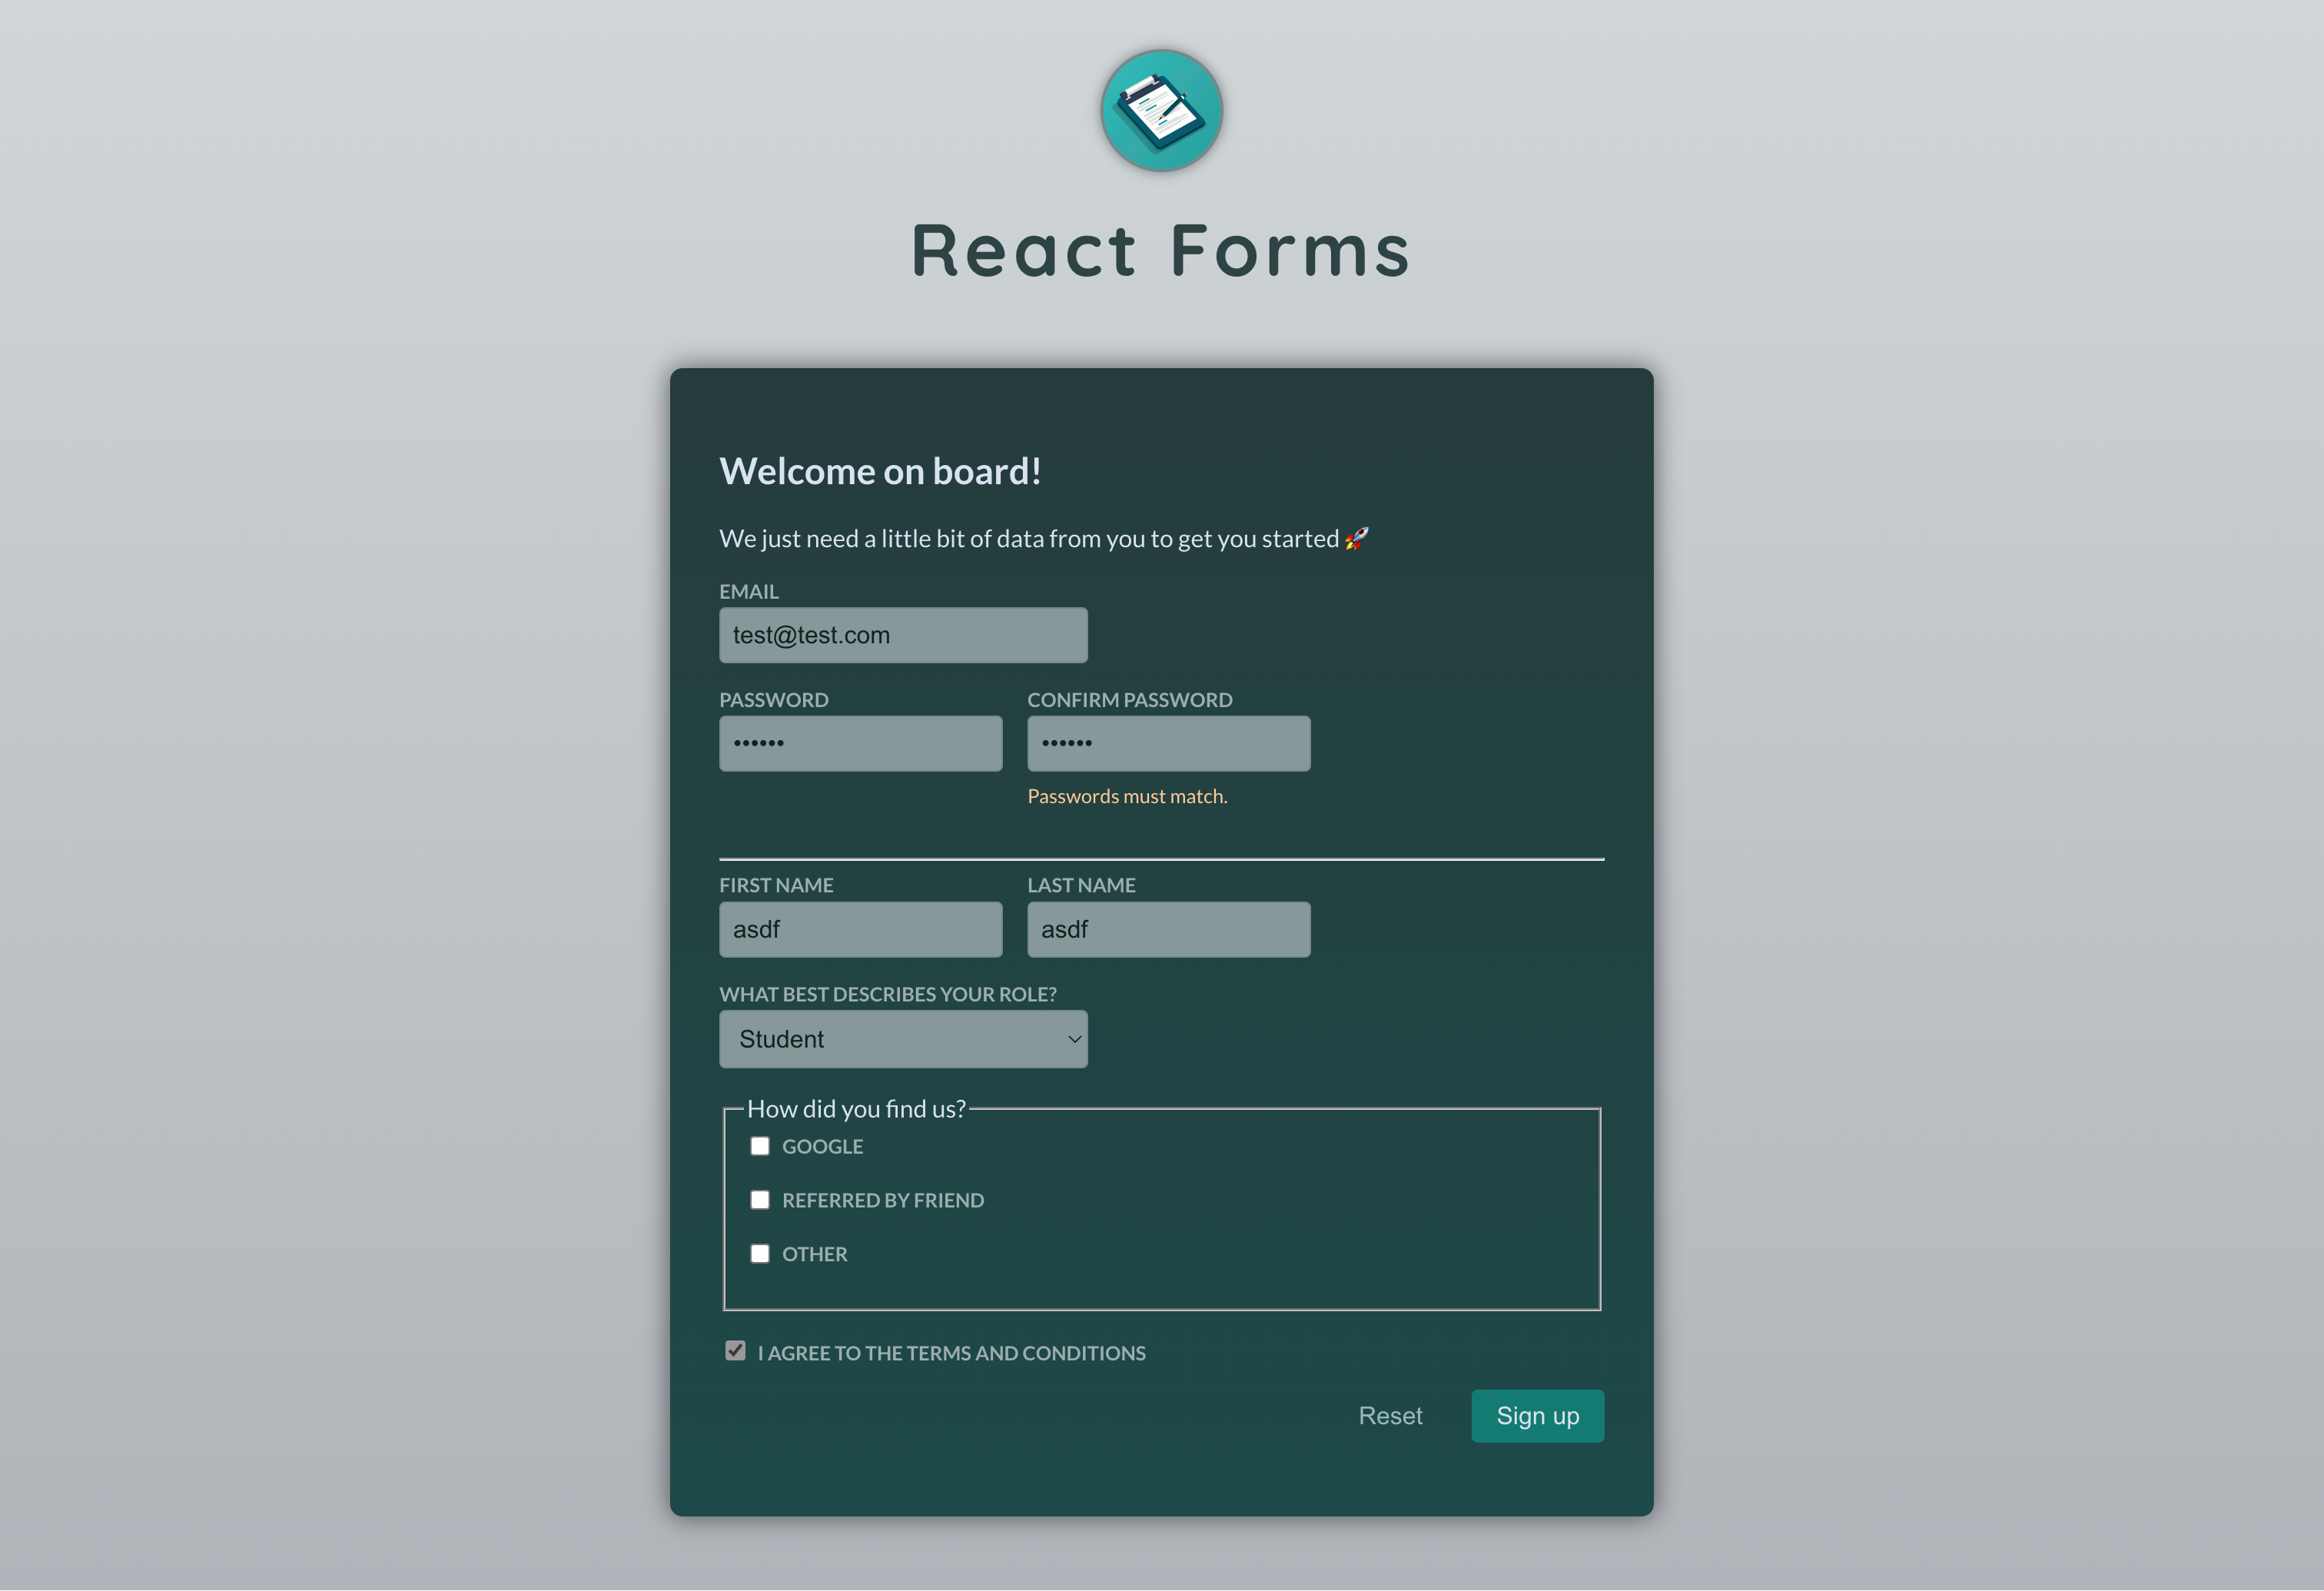 React Forms
Welcome on board!
We just need a little bit of data from you to get you started 🚀
EMAIL
test@test.com
PASSWORD CONFIRM PASSWORD
•••••• ••••••
Passwords must match.
FIRST NAME LAST NAME
asdf asdf
WHAT BEST DESCRIBES YOUR ROLE?
Student
How did you find us?
GOOGLE
REFERRED BY FRIEND
OTHER
I AGREE TO THE TERMS AND CONDITIONS
Reset Sign up